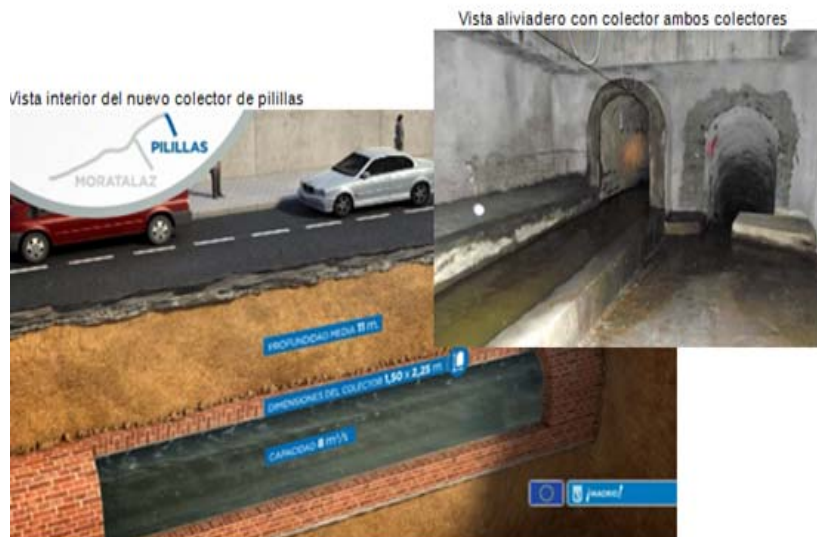 Vista aliviadero con colector ambos colectores
Vista interior del nuevo colector de pilillas
PILILLAS
MORATALAZ
PROFUNDIDAD MEDIA 11 m.
DIMENSIONES DEL COLECTOR 1,50 x 2,25 m
CAPACIDAD 8 m³/s
¡MADRID!